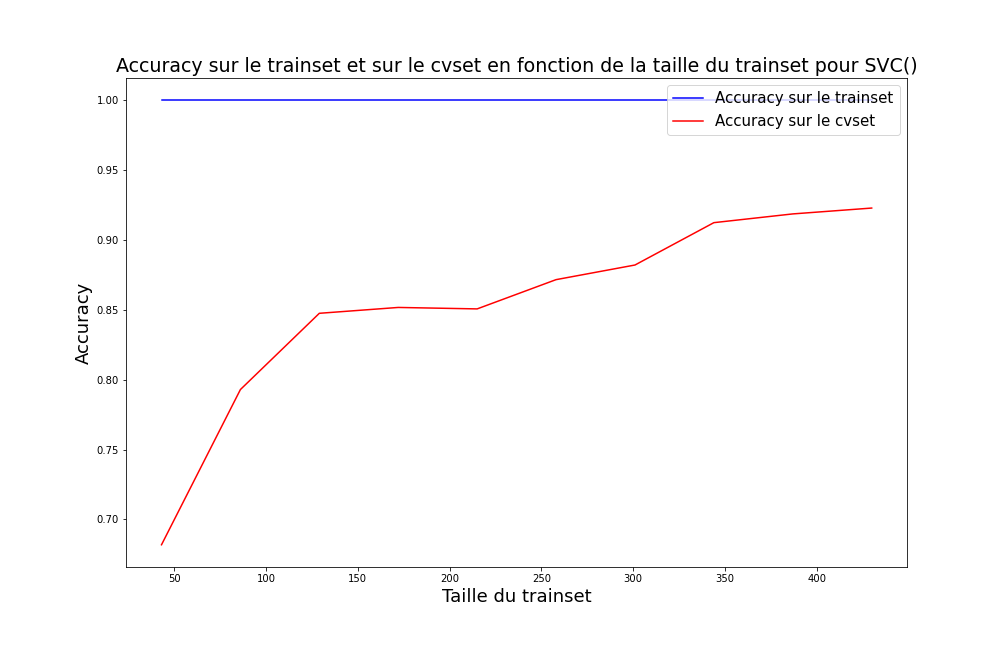 Accuracy sur le trainset et sur le cvset en fonction de la taille du trainset pour SVC()
Accuracy sur le trainset
Accuracy sur le cvset
Accuracy
1.00
0.95
0.90
0.85
0.80
0.75
0.70
50 100 150 200 250 300 350 400
Taille du trainset